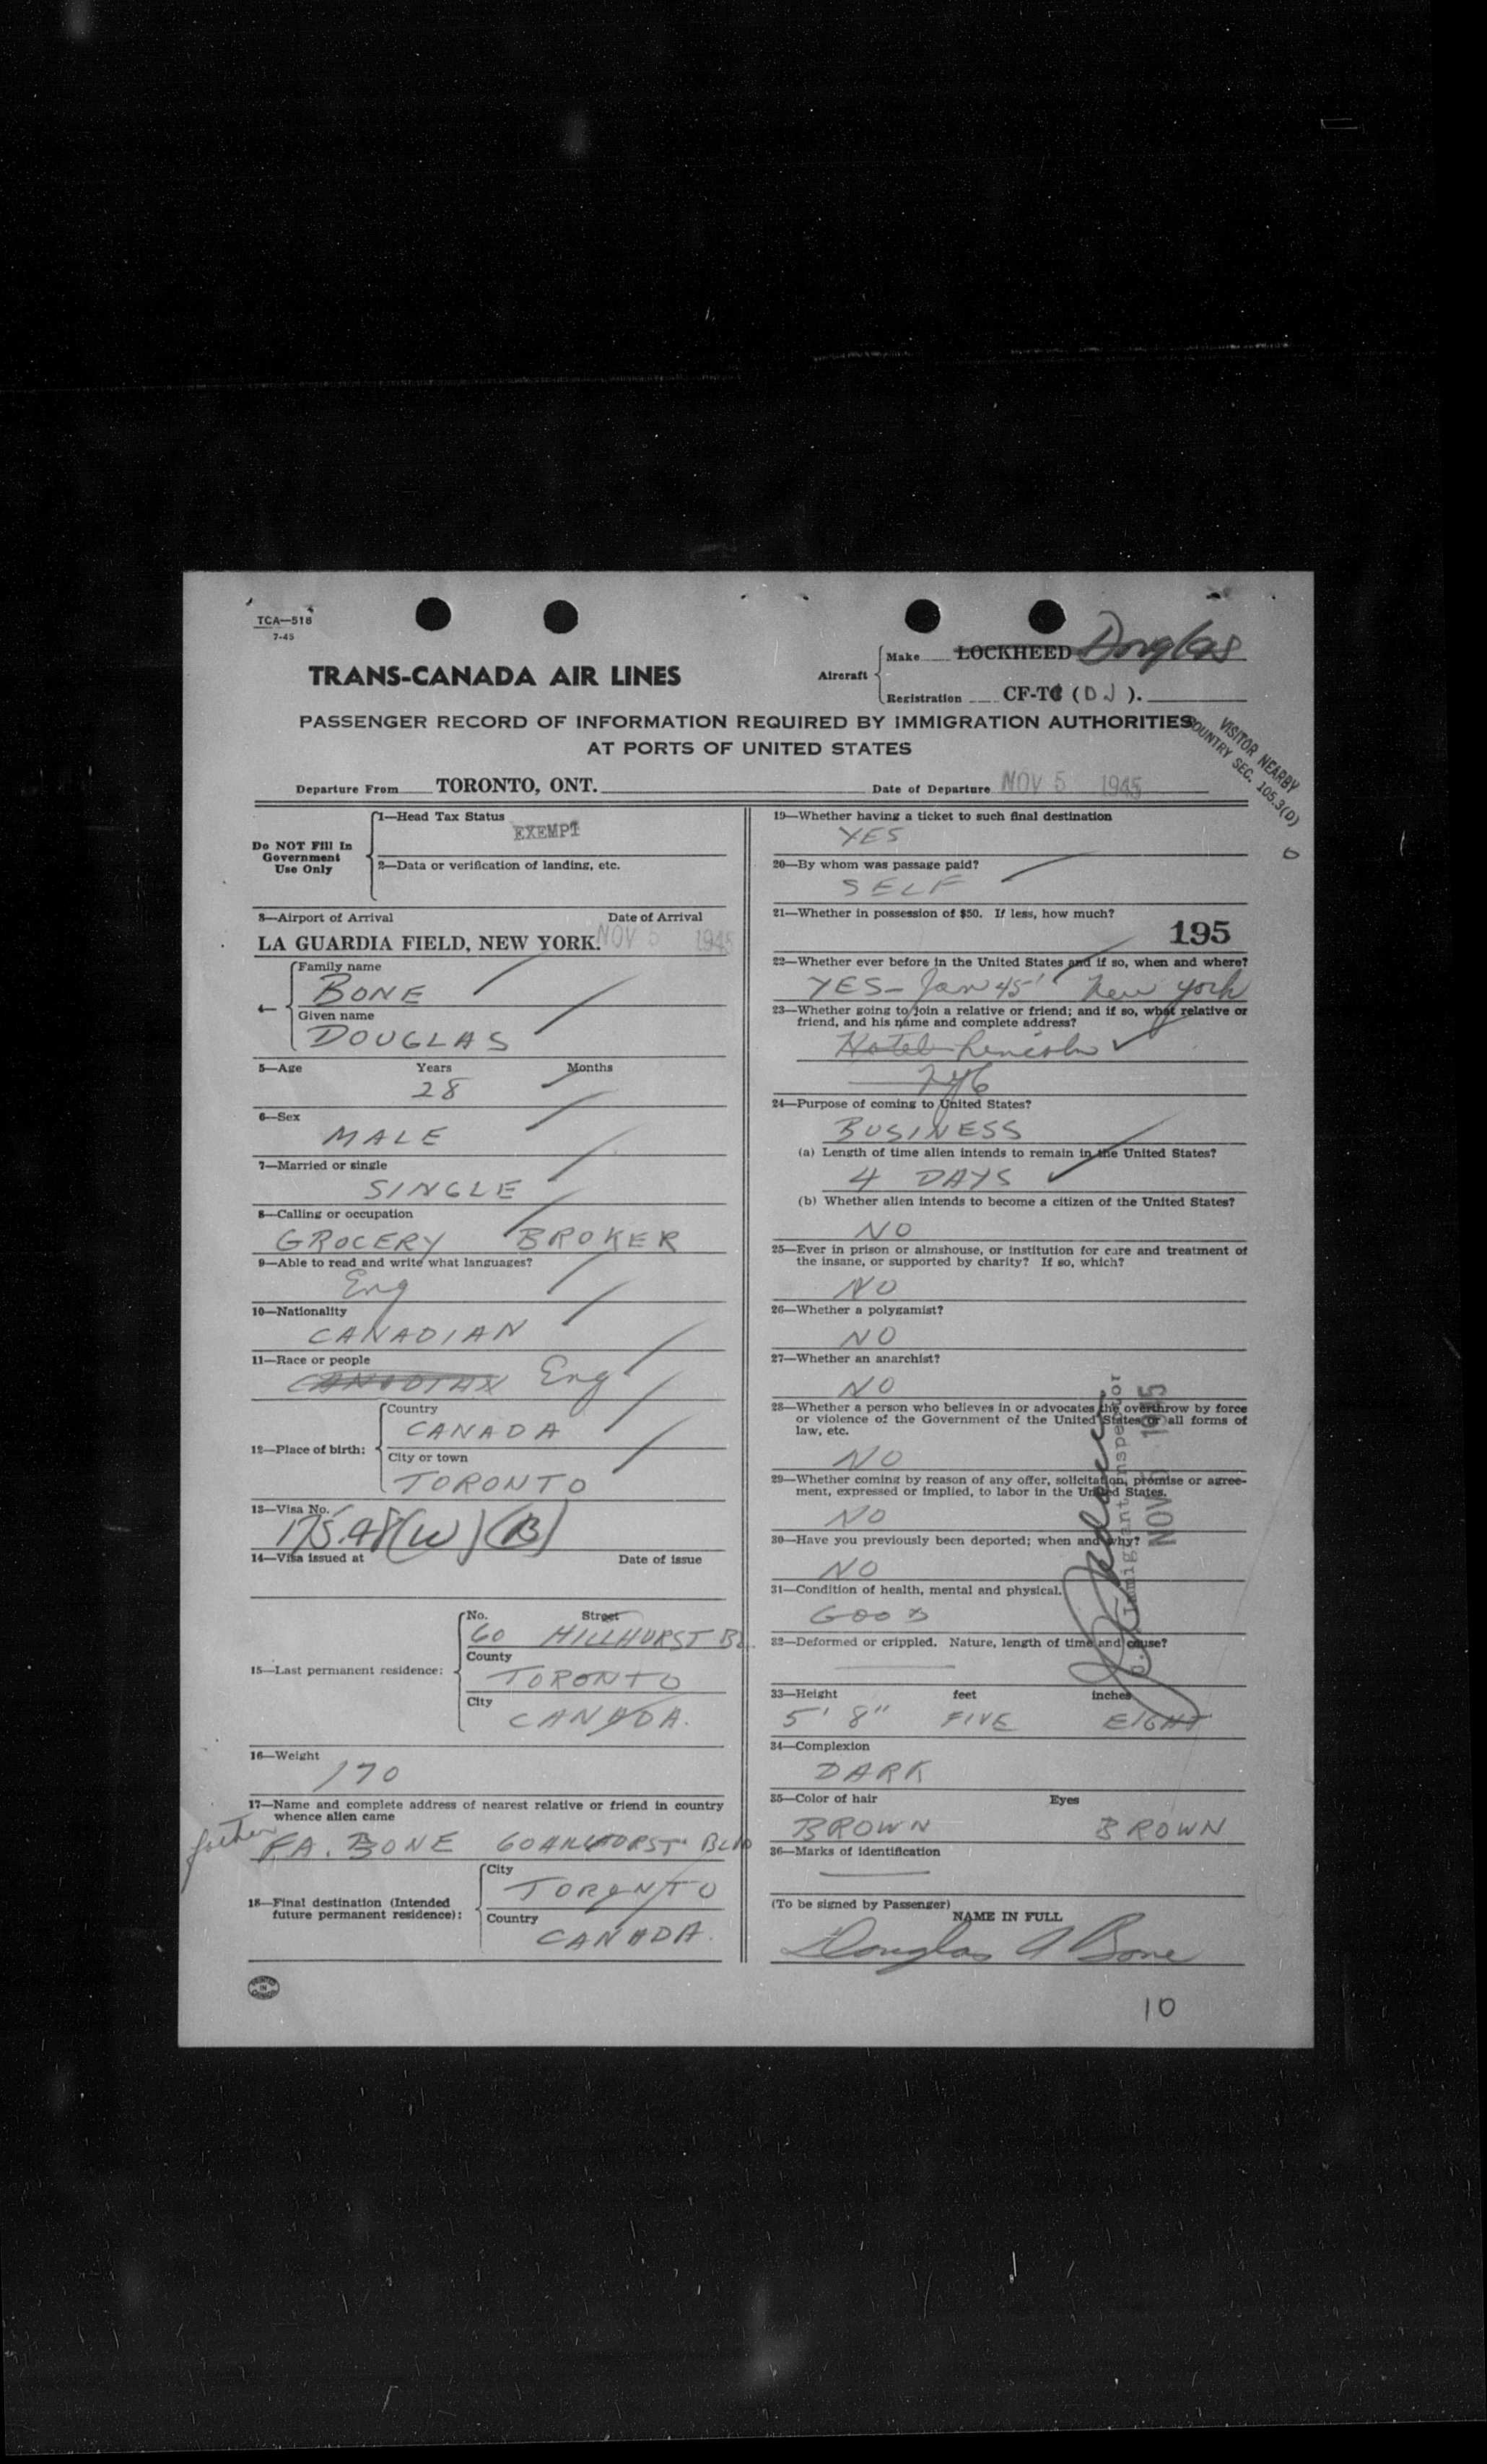 TCA—518
7-45
TRANS-CANADA AIR LINES
Aircraft
Make LOCKHEED Douglas
Registration CF-TC (DJ).
PASSENGER RECORD OF INFORMATION REQUIRED BY IMMIGRATION AUTHORITIES
AT PORTS OF UNITED STATES
VISITOR NEARBY
COUNTRY SEC. 105.3(D)
Departure From TORONTO, ONT. Date of Departure NOV 5 1945
Do NOT Fill In
Government
Use Only
1—Head Tax Status
EXEMPT
2—Data or verification of landing, etc.
3—Airport of Arrival Date of Arrival
LA GUARDIA FIELD, NEW YORK. NOV 5 1945
4—
Family name
BONE
Given name
DOUGLAS
5—Age Years Months
28
6—Sex
MALE
7—Married or single
SINGLE
8—Calling or occupation
GROCERY BROKER
9—Able to read and write what languages?
Eng
10—Nationality
CANADIAN
11—Race or people
CANADIAN Eng
12—Place of birth:
Country
CANADA
City or town
TORONTO
13—Visa No.
175.48(W)(B)
14—Visa issued at Date of issue
15—Last permanent residence:
No. Street
60 HILLHURST BL.
County
TORONTO
City
CANADA.
16—Weight
170
17—Name and complete address of nearest relative or friend in country
whence alien came
father F.A. BONE 60 HILLHURST BLVD
18—Final destination (Intended
future permanent residence):
City
TORONTO
Country
CANADA.
PRINTED
IN
CANADA
19—Whether having a ticket to such final destination
YES
20—By whom was passage paid?
SELF
21—Whether in possession of $50. If less, how much?
195
22—Whether ever before in the United States and if so, when and where?
YES – Jan 45' New York
23—Whether going to join a relative or friend; and if so, what relative or
friend, and his name and complete address?
Hotel Lincoln
24—Purpose of coming to United States?
BUSINESS
(a) Length of time alien intends to remain in the United States?
4 DAYS
(b) Whether alien intends to become a citizen of the United States?
NO
25—Ever in prison or almshouse, or institution for care and treatment of
the insane, or supported by charity? If so, which?
NO
26—Whether a polygamist?
NO
27—Whether an anarchist?
NO
28—Whether a person who believes in or advocates the overthrow by force
or violence of the Government of the United States or all forms of
law, etc.
NO
29—Whether coming by reason of any offer, solicitation, promise or agree-
ment, expressed or implied, to labor in the United States.
NO
30—Have you previously been deported; when and why?
NO
31—Condition of health, mental and physical.
GOOD
32—Deformed or crippled. Nature, length of time and cause?
33—Height feet inches
5' 8" FIVE EIGHT
34—Complexion
DARK
35—Color of hair Eyes
BROWN BROWN
36—Marks of identification
(To be signed by Passenger)
NAME IN FULL
Douglas A Bone
Immigrant Inspector
NOV 5 1945
10